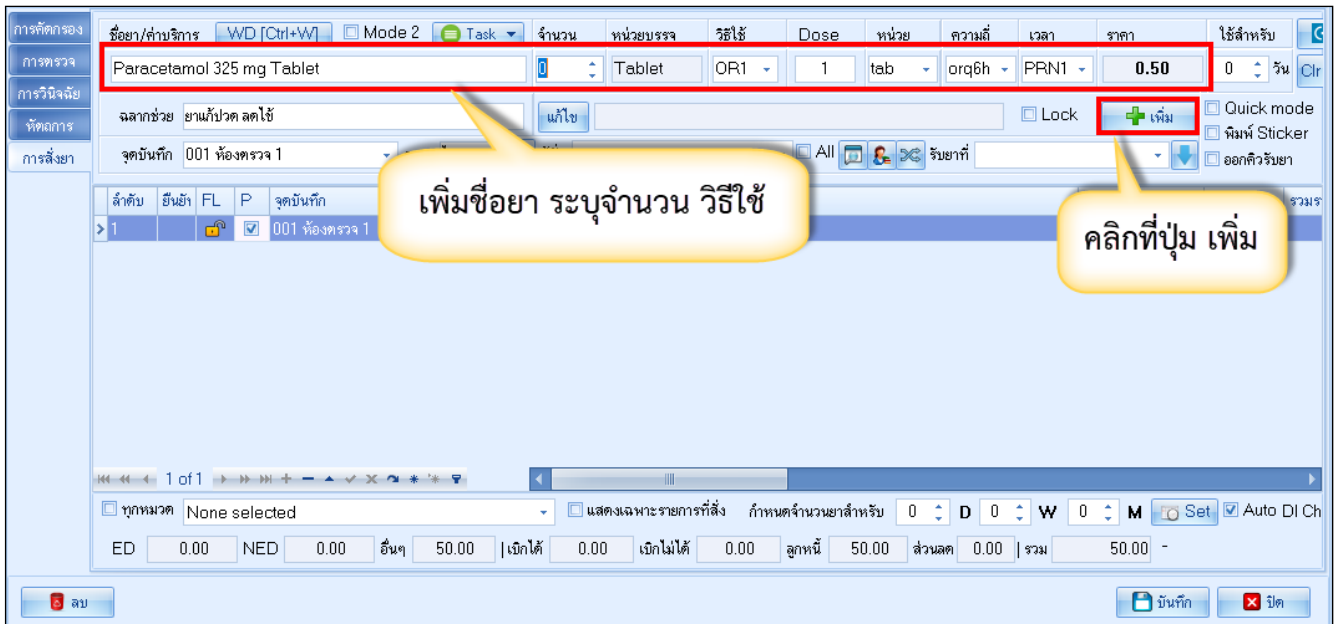 การคัดกรอง
การตรวจ
การวินิจฉัย
หัตถการ
การสั่งยา
ชื่อยา/ค่าบริการ WD [Ctrl+W] Mode 2 Task จำนวน หน่วยบรรจุ วิธีใช้ Dose หน่วย ความถี่ เวลา ราคา ใช้สำหรับ
Paracetamol 325 mg Tablet 0 Tablet OR1 1 tab orq6h PRN1 0.50 0 วัน Clr
ฉลากช่วย ยาแก้ปวด ลดไข้ แก้ไข Lock เพิ่ม Quick mode
พิมพ์ Sticker
จุดบันทึก 001 ห้องตรวจ 1 All รับยาที่ ออกคิวรับยา
เพิ่มชื่อยา ระบุจำนวน วิธีใช้
คลิกที่ปุ่ม เพิ่ม
ลำดับ ยืนยัน FL P จุดบันทึก
1 001 ห้องตรวจ 1
1 of 1
ทุกหมวด None selected แสดงเฉพาะรายการที่สั่ง กำหนดจำนวนยาสำหรับ 0 D 0 W 0 M Set Auto DI Ch
ED 0.00 NED 0.00 อื่นๆ 50.00 |เบิกได้ 0.00 เบิกไม่ได้ 0.00 ลูกหนี้ 50.00 ส่วนลด 0.00 | รวม 50.00 -
ลบ บันทึก ปิด